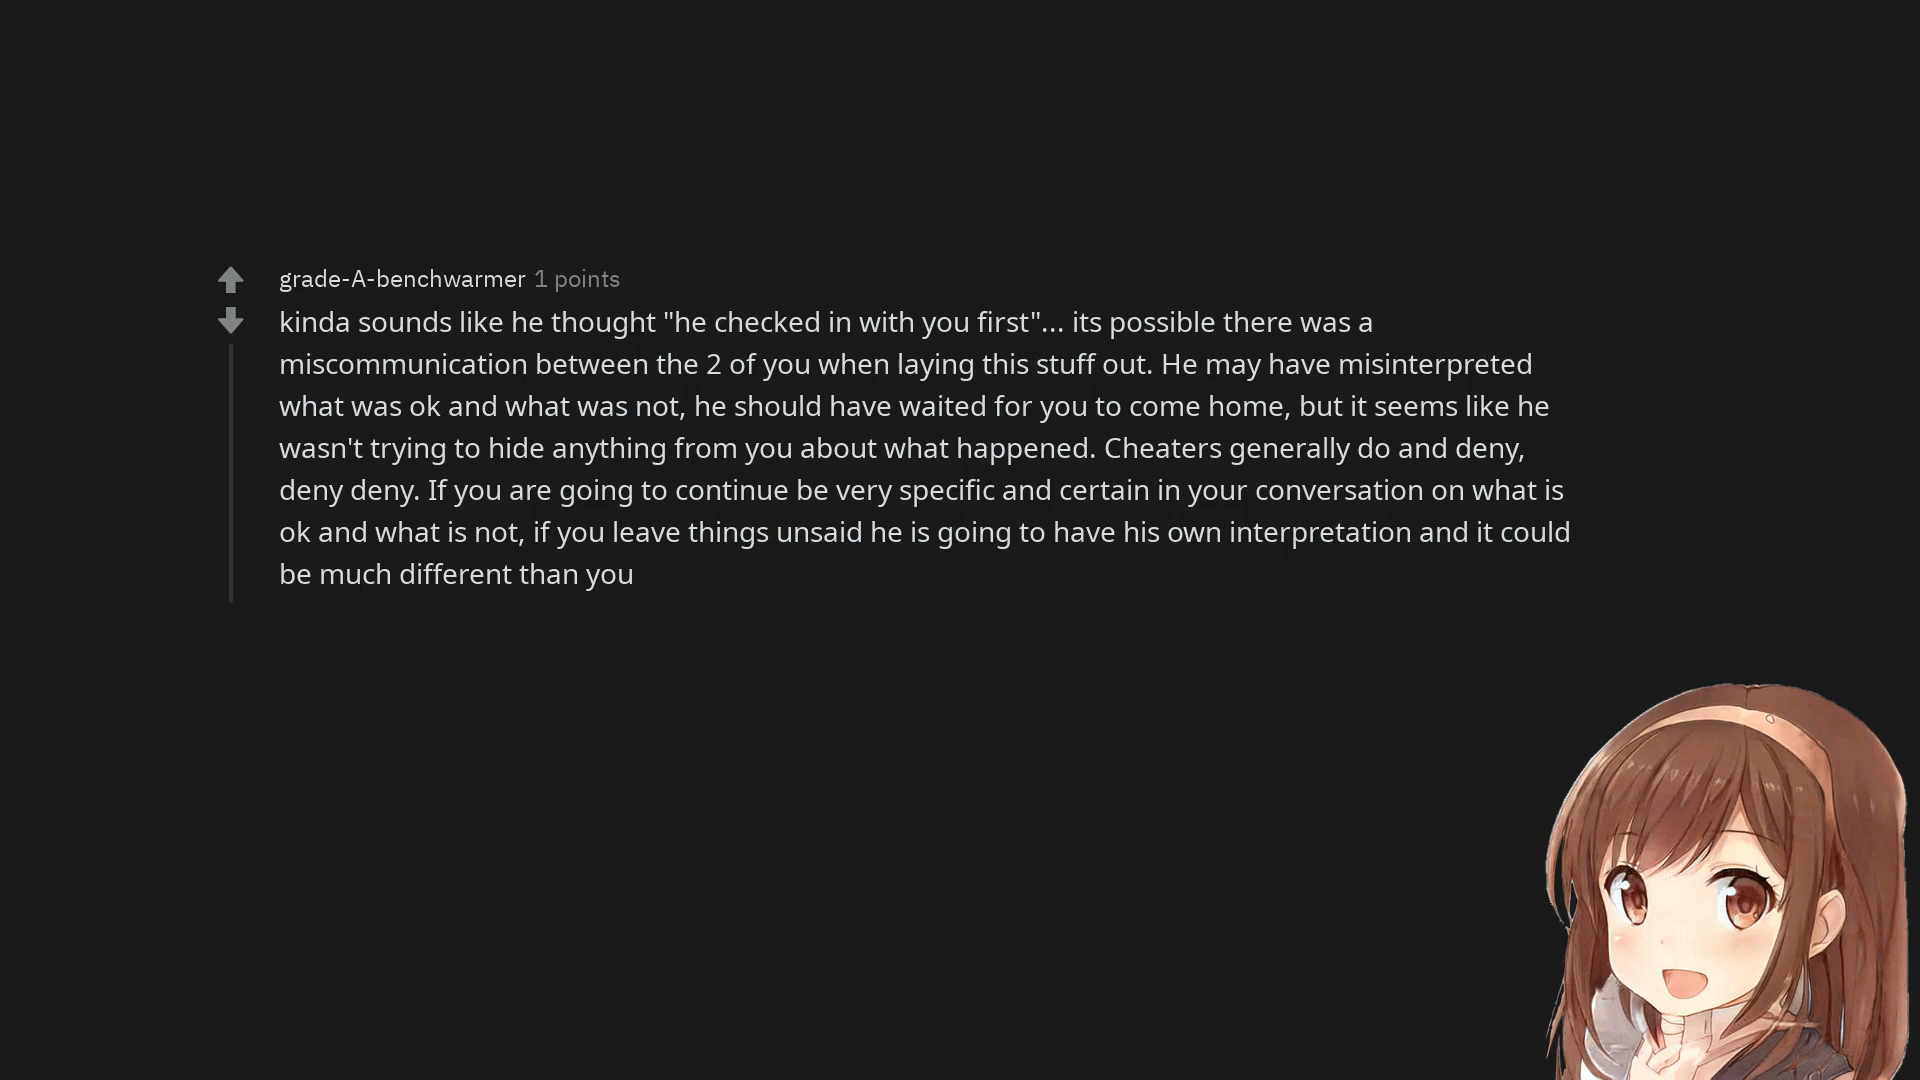 grade-A-benchwarmer 1 points
kinda sounds like he thought "he checked in with you first"... its possible there was a
miscommunication between the 2 of you when laying this stuff out. He may have misinterpreted
what was ok and what was not, he should have waited for you to come home, but it seems like he
wasn't trying to hide anything from you about what happened. Cheaters generally do and deny,
deny deny. If you are going to continue be very specific and certain in your conversation on what is
ok and what is not, if you leave things unsaid he is going to have his own interpretation and it could
be much different than you